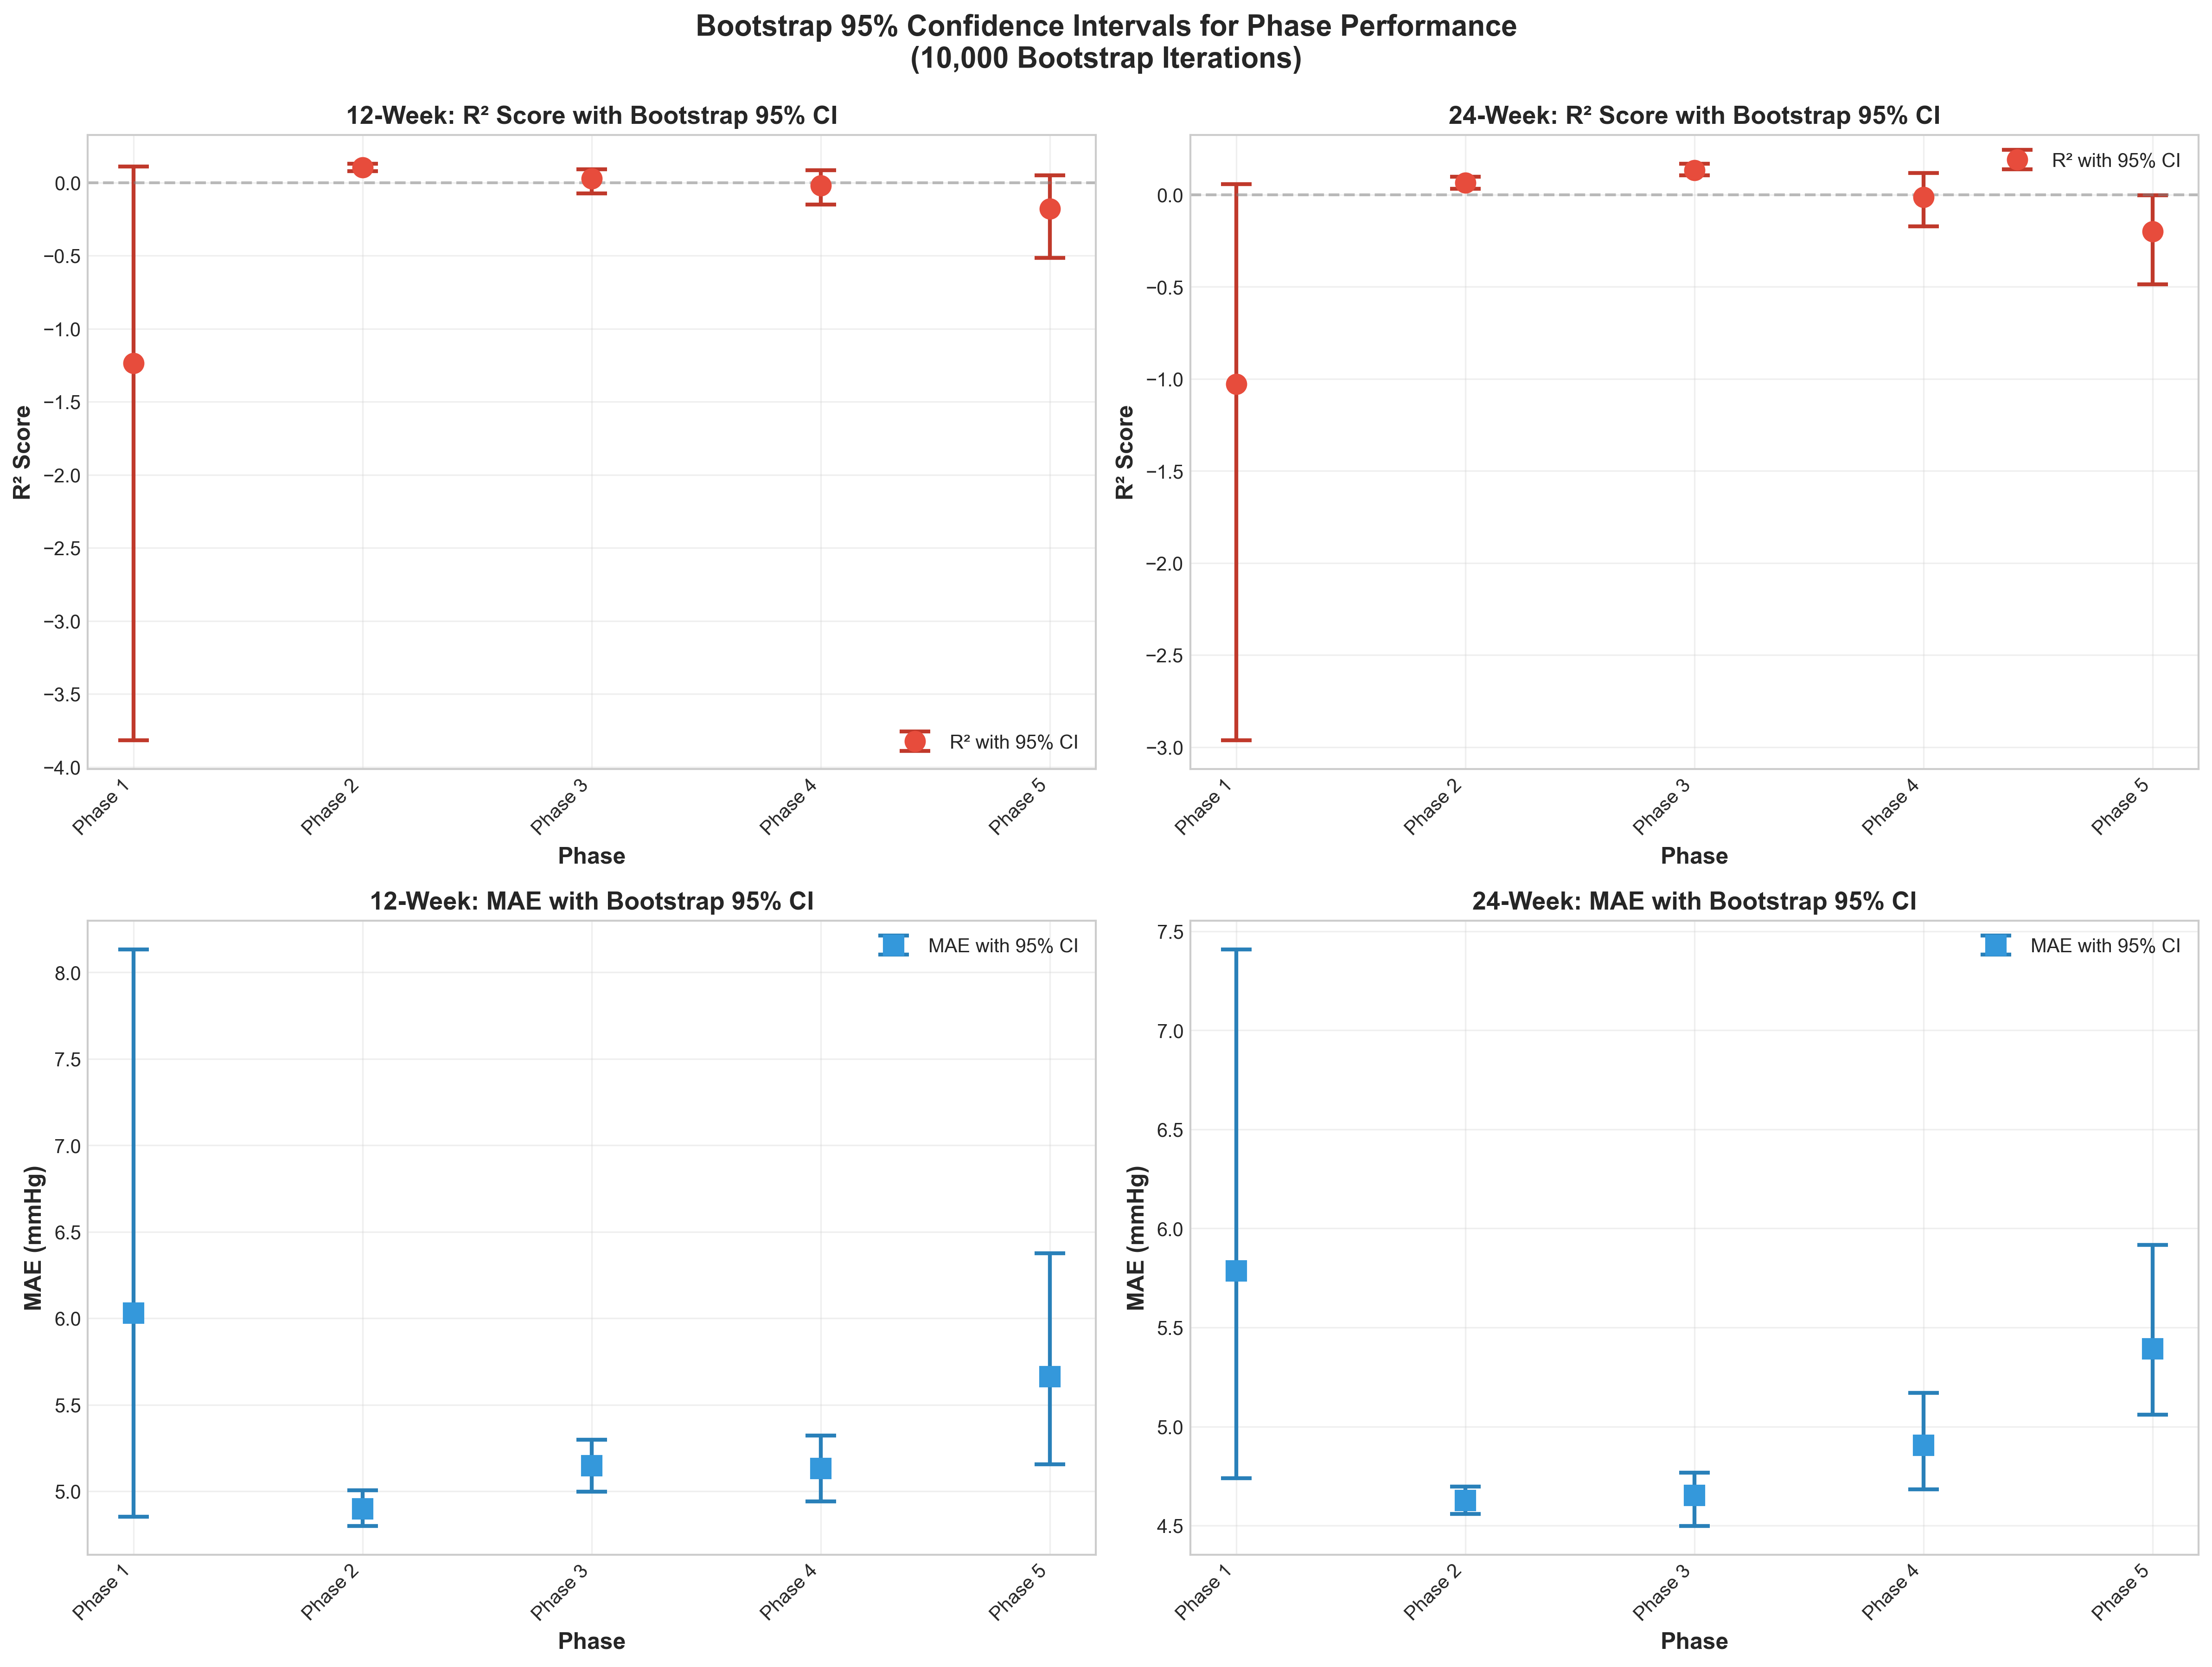 Bootstrap 95% Confidence Intervals for Phase Performance
(10,000 Bootstrap Iterations)
12-Week: R² Score with Bootstrap 95% CI
R² Score
0.0
−0.5
−1.0
−1.5
−2.0
−2.5
−3.0
−3.5
−4.0
R² with 95% CI
Phase 1
Phase 2
Phase 3
Phase 4
Phase 5
Phase
24-Week: R² Score with Bootstrap 95% CI
R² Score
0.0
−0.5
−1.0
−1.5
−2.0
−2.5
−3.0
R² with 95% CI
Phase 1
Phase 2
Phase 3
Phase 4
Phase 5
Phase
12-Week: MAE with Bootstrap 95% CI
MAE (mmHg)
8.0
7.5
7.0
6.5
6.0
5.5
5.0
MAE with 95% CI
Phase 1
Phase 2
Phase 3
Phase 4
Phase 5
Phase
24-Week: MAE with Bootstrap 95% CI
MAE (mmHg)
7.5
7.0
6.5
6.0
5.5
5.0
4.5
MAE with 95% CI
Phase 1
Phase 2
Phase 3
Phase 4
Phase 5
Phase